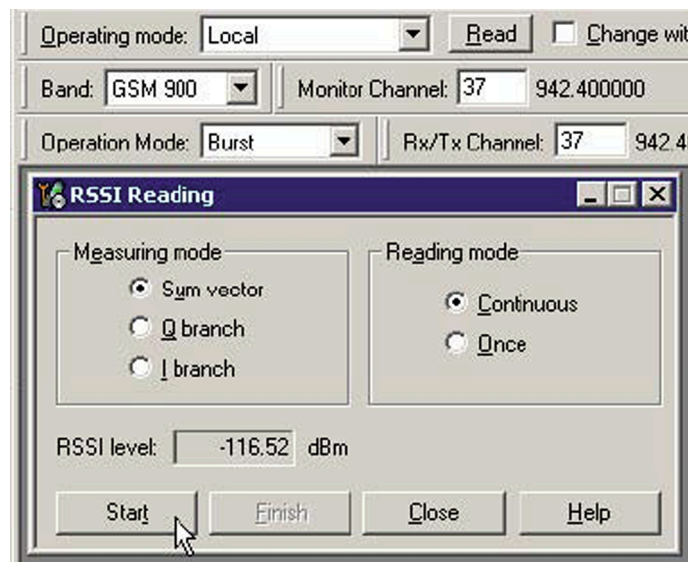 Operating mode: Local Read Change wit
Band: GSM 900 Monitor Channel: 37 942.400000
Operation Mode: Burst Rx/Tx Channel: 37 942.4
RSSI Reading
Measuring mode Reading mode
Sum vector
Continuous
Q branch
Once
I branch
RSSI level: -116.52 dBm
Start Finish Close Help